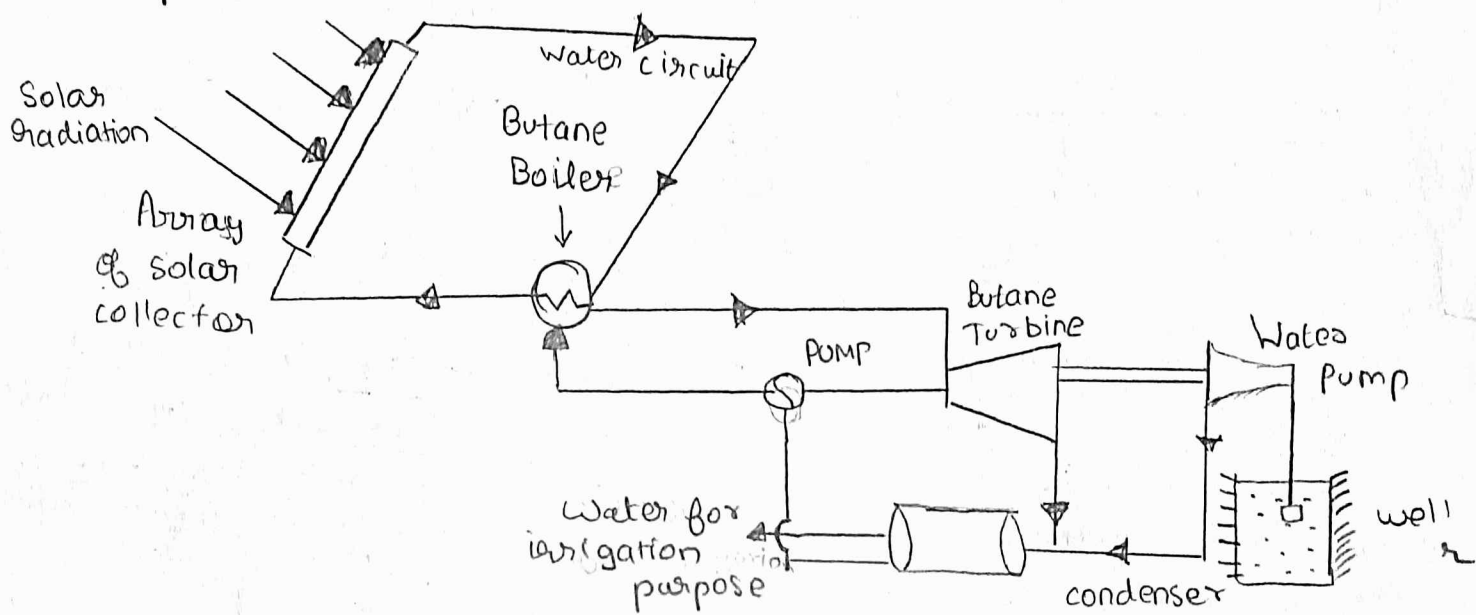 Solar
radiation
Water circuit
Butane
Boiler
Array
of solar
collector
PUMP
Butane
Turbine
Water
Pump
Water for
irrigation
purpose
condenser
well